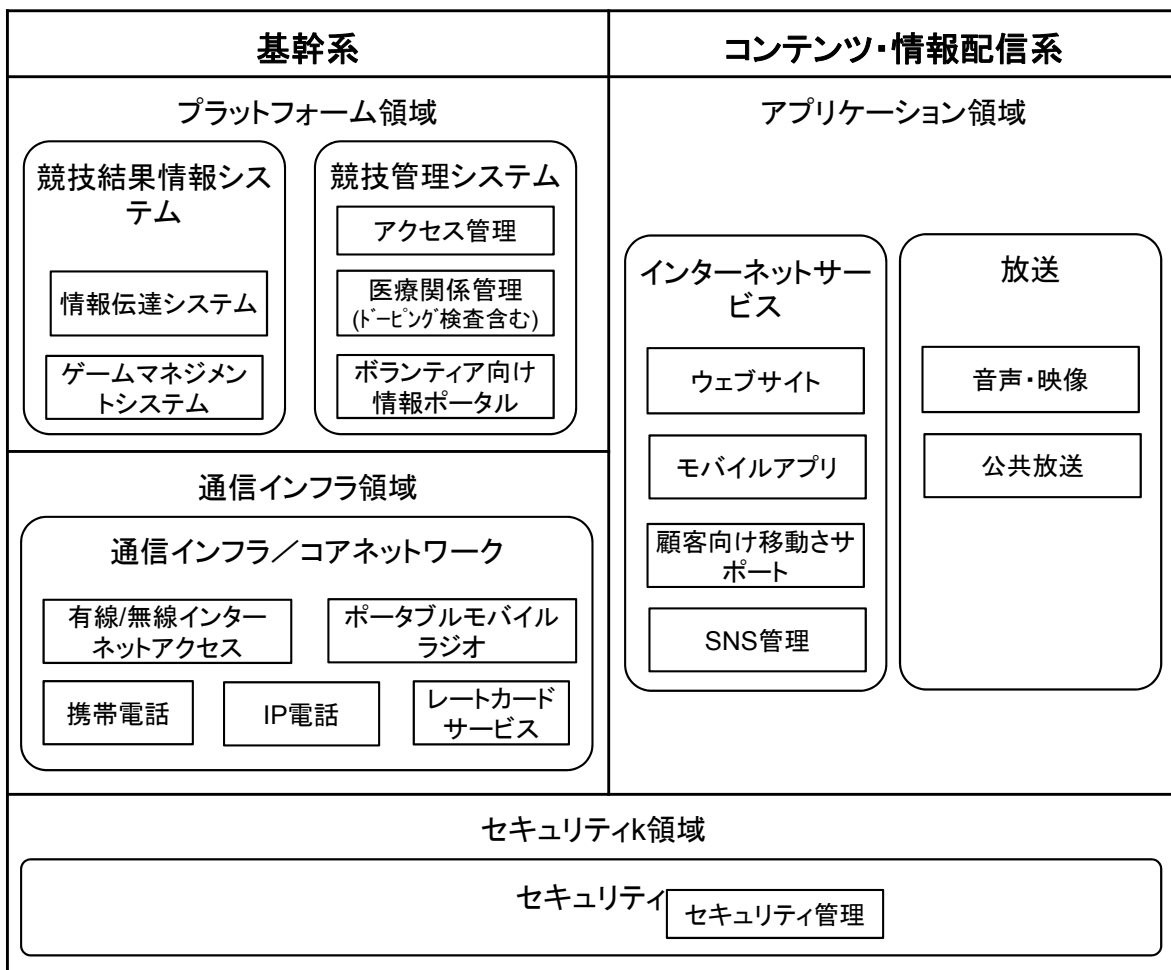 基幹系
コンテンツ・情報配信系
プラットフォーム領域
競技結果情報シス
テム
情報伝達システム
ゲームマネジメン
トシステム
競技管理システム
アクセス管理
医療関係管理
(ﾄﾞｰﾋﾟﾝｸﾞ検査含む)
ボランティア向け
情報ポータル
通信インフラ領域
通信インフラ／コアネットワーク
有線/無線インター
ネットアクセス
ポータブルモバイル
ラジオ
携帯電話
IP電話
レートカード
サービス
アプリケーション領域
インターネットサー
ビス
ウェブサイト
モバイルアプリ
顧客向け移動さサ
ポート
SNS管理
放送
音声・映像
公共放送
セキュリティk領域
セキュリティ
セキュリティ管理